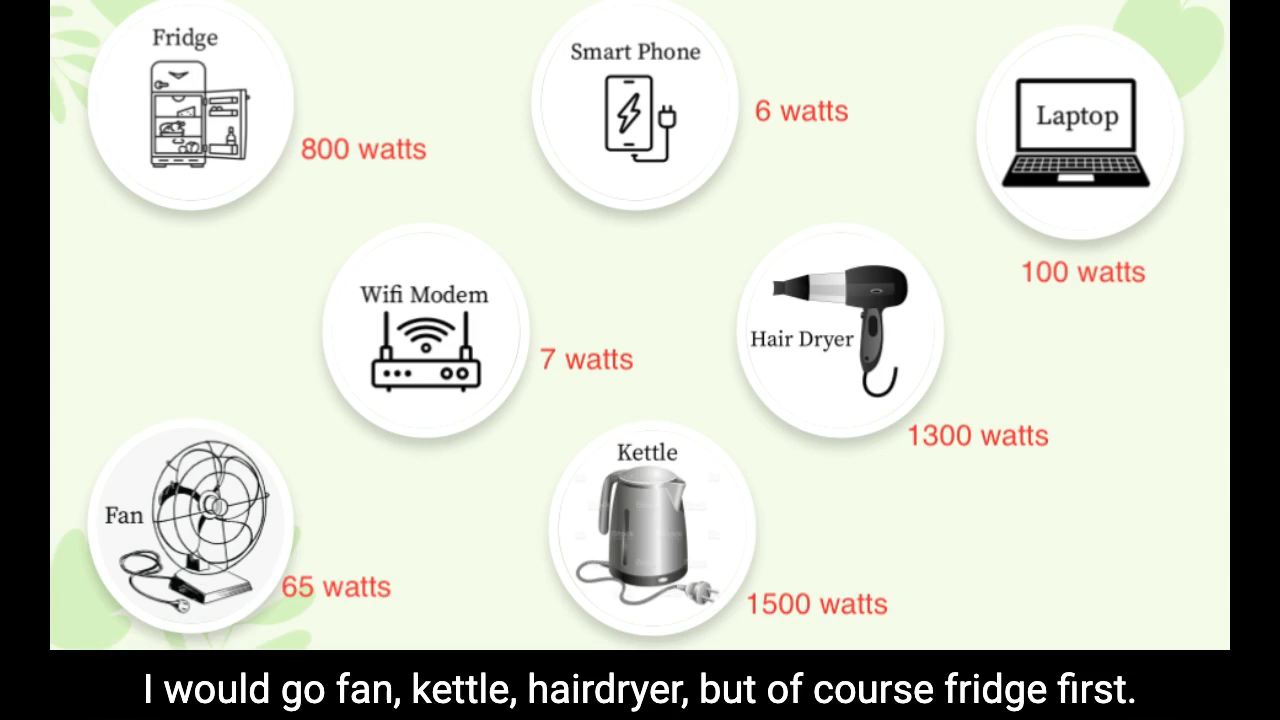 Fridge
800 watts
Smart Phone
6 watts
Laptop
100 watts
Wifi Modem
7 watts
Hair Dryer
1300 watts
Fan
65 watts
Kettle
1500 watts
I would go fan, kettle, hairdryer, but of course fridge first.